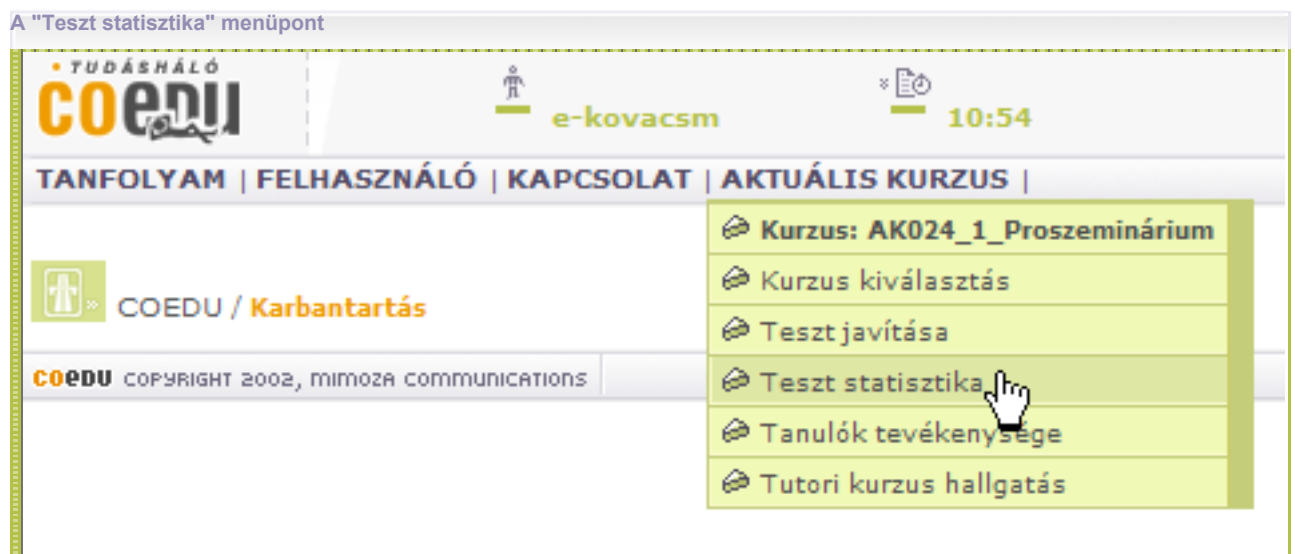 A "Teszt statisztika" menüpont
• TUDÁSHÁLÓ
COEDU
e-kovacsm
10:54
TANFOLYAM | FELHASZNÁLÓ | KAPCSOLAT | AKTUÁLIS KURZUS |
Kurzus: AK024_1_Proszeminárium
Kurzus kiválasztás
Teszt javítása
Teszt statisztika
Tanulók tevékenysége
Tutori kurzus hallgatás
COEDU / Karbantartás
COEDU COPYRIGHT 2002, MIMOZA COMMUNICATIONS